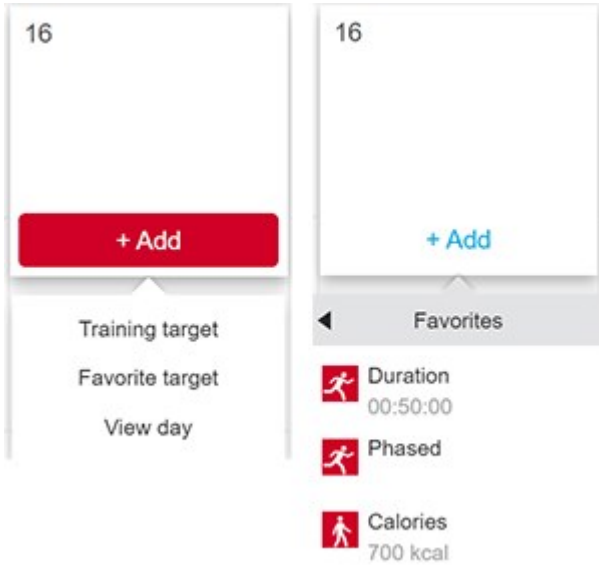 16
+ Add
Training target
Favorite target
View day
16
+ Add
Favorites
Duration
00:50:00
Phased
Calories
700 kcal